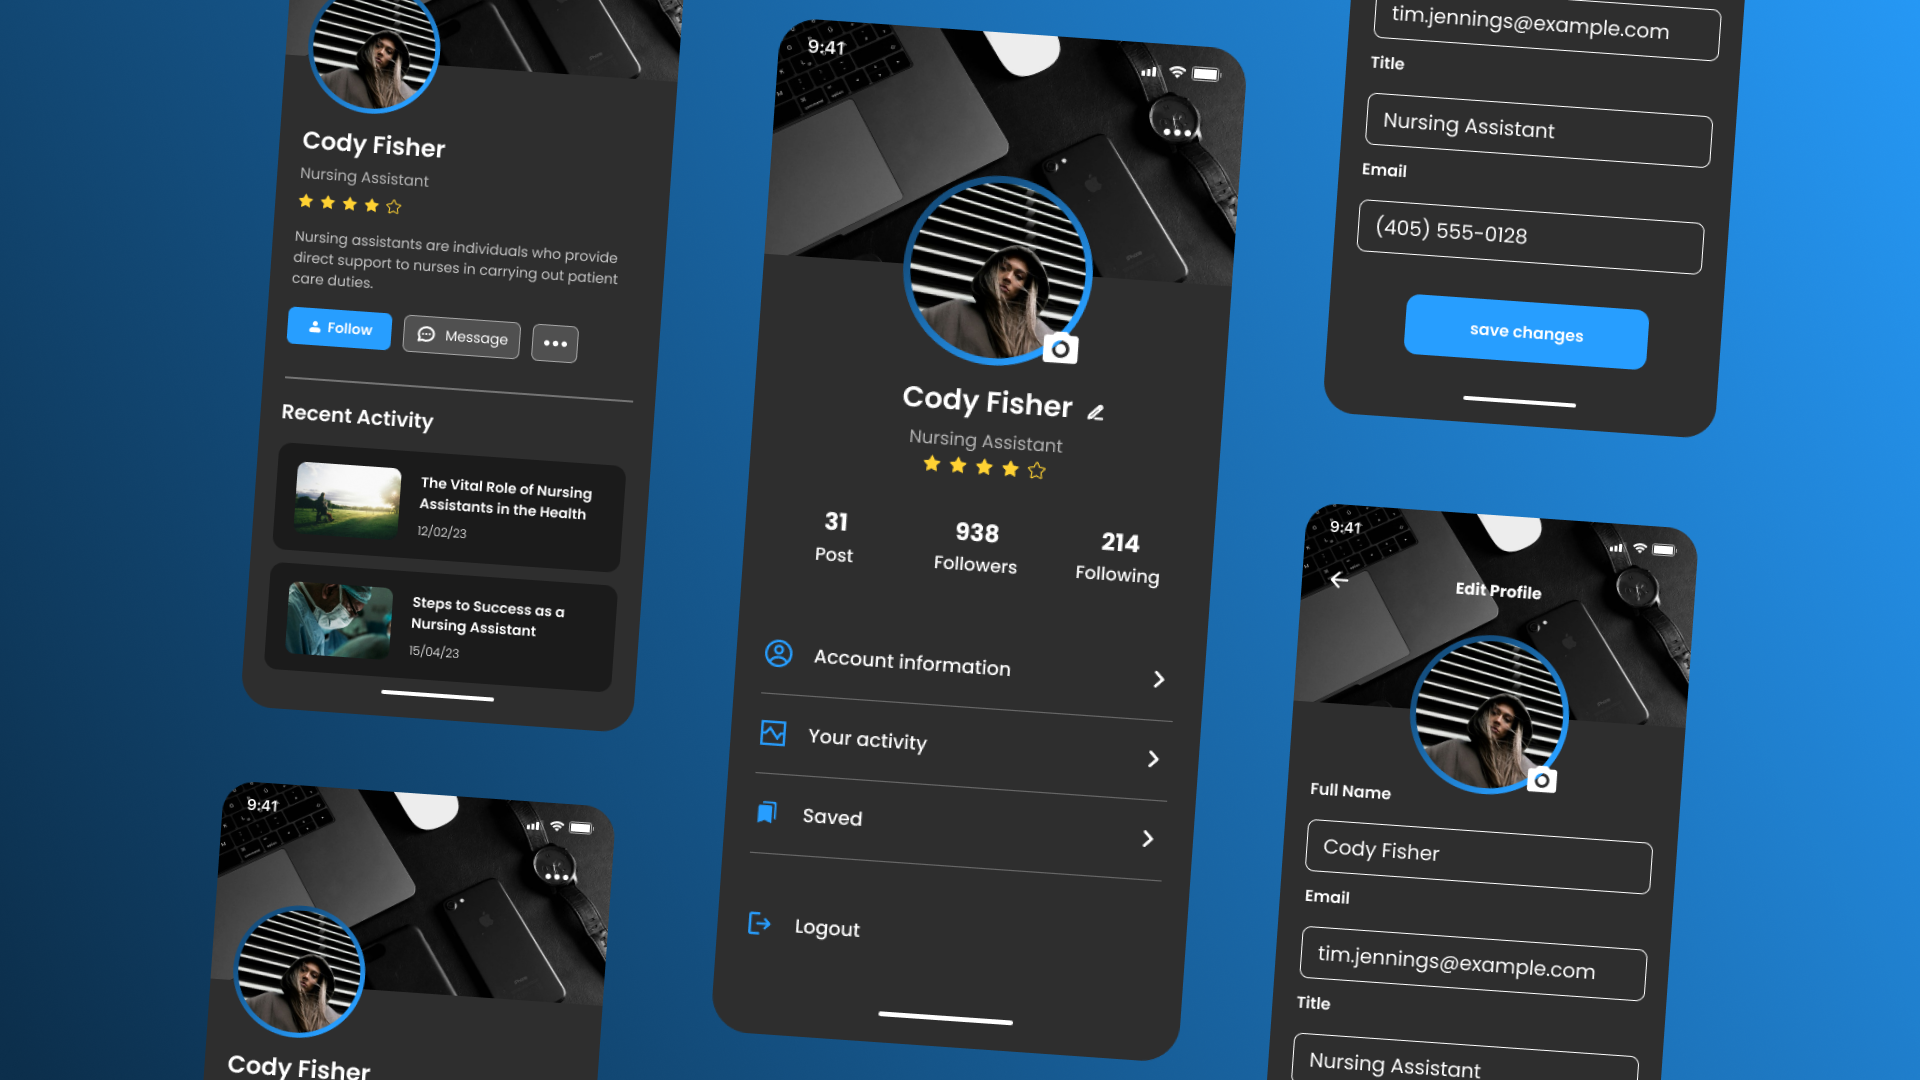 Cody Fisher
Nursing Assistant
Nursing assistants are individuals who provide
direct support to nurses in carrying out patient
care duties.
Follow
Message
Recent Activity
The Vital Role of Nursing
Assistants in the Health
12/02/23
Steps to Success as a
Nursing Assistant
15/04/23
9:41
Cody Fisher
9:41
Cody Fisher
Nursing Assistant
31
Post
938
Followers
214
Following
Account information
Your activity
Saved
Logout
tim.jennings@example.com
Title
Nursing Assistant
Email
(405) 555-0128
save changes
9:41
Edit Profile
Full Name
Cody Fisher
Email
tim.jennings@example.com
Title
Nursing Assistant